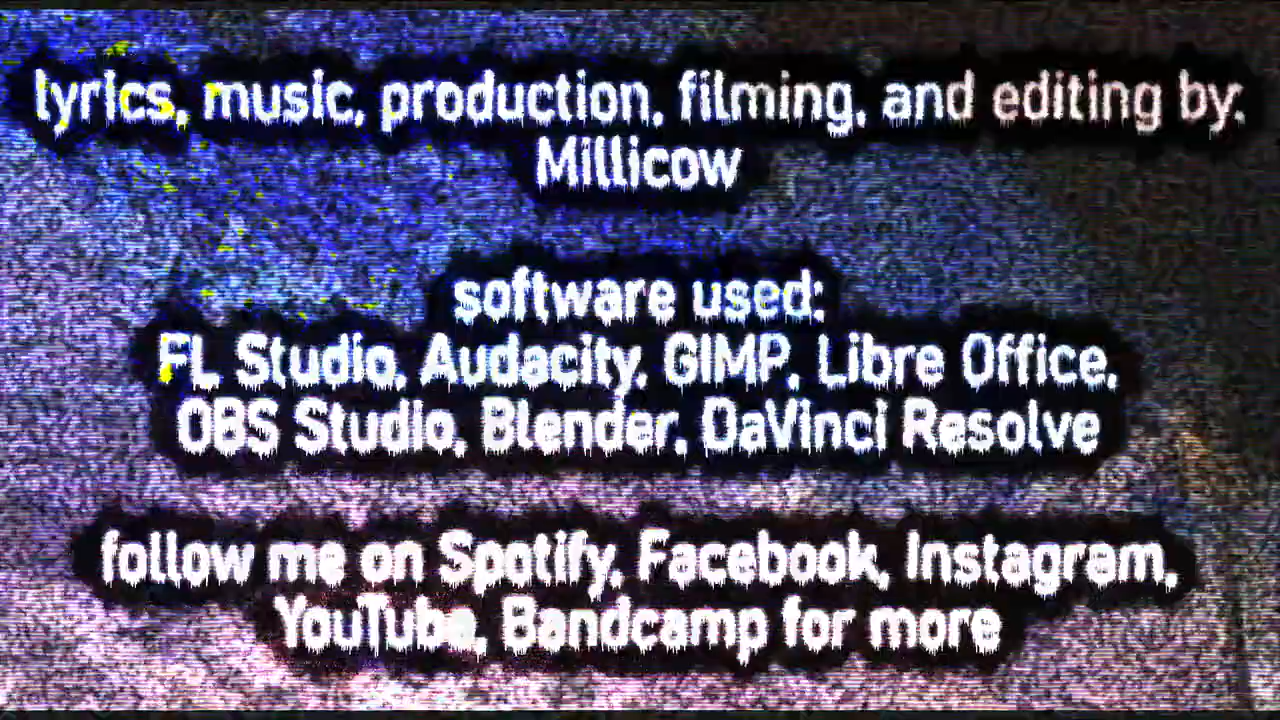 lyrics, music, production, filming, and editing by:
Millicow
software used:
FL Studio, Audacity, GIMP, Libre Office,
OBS Studio, Blender, DaVinci Resolve
follow me on Spotify, Facebook, Instagram,
YouTube, Bandcamp for more